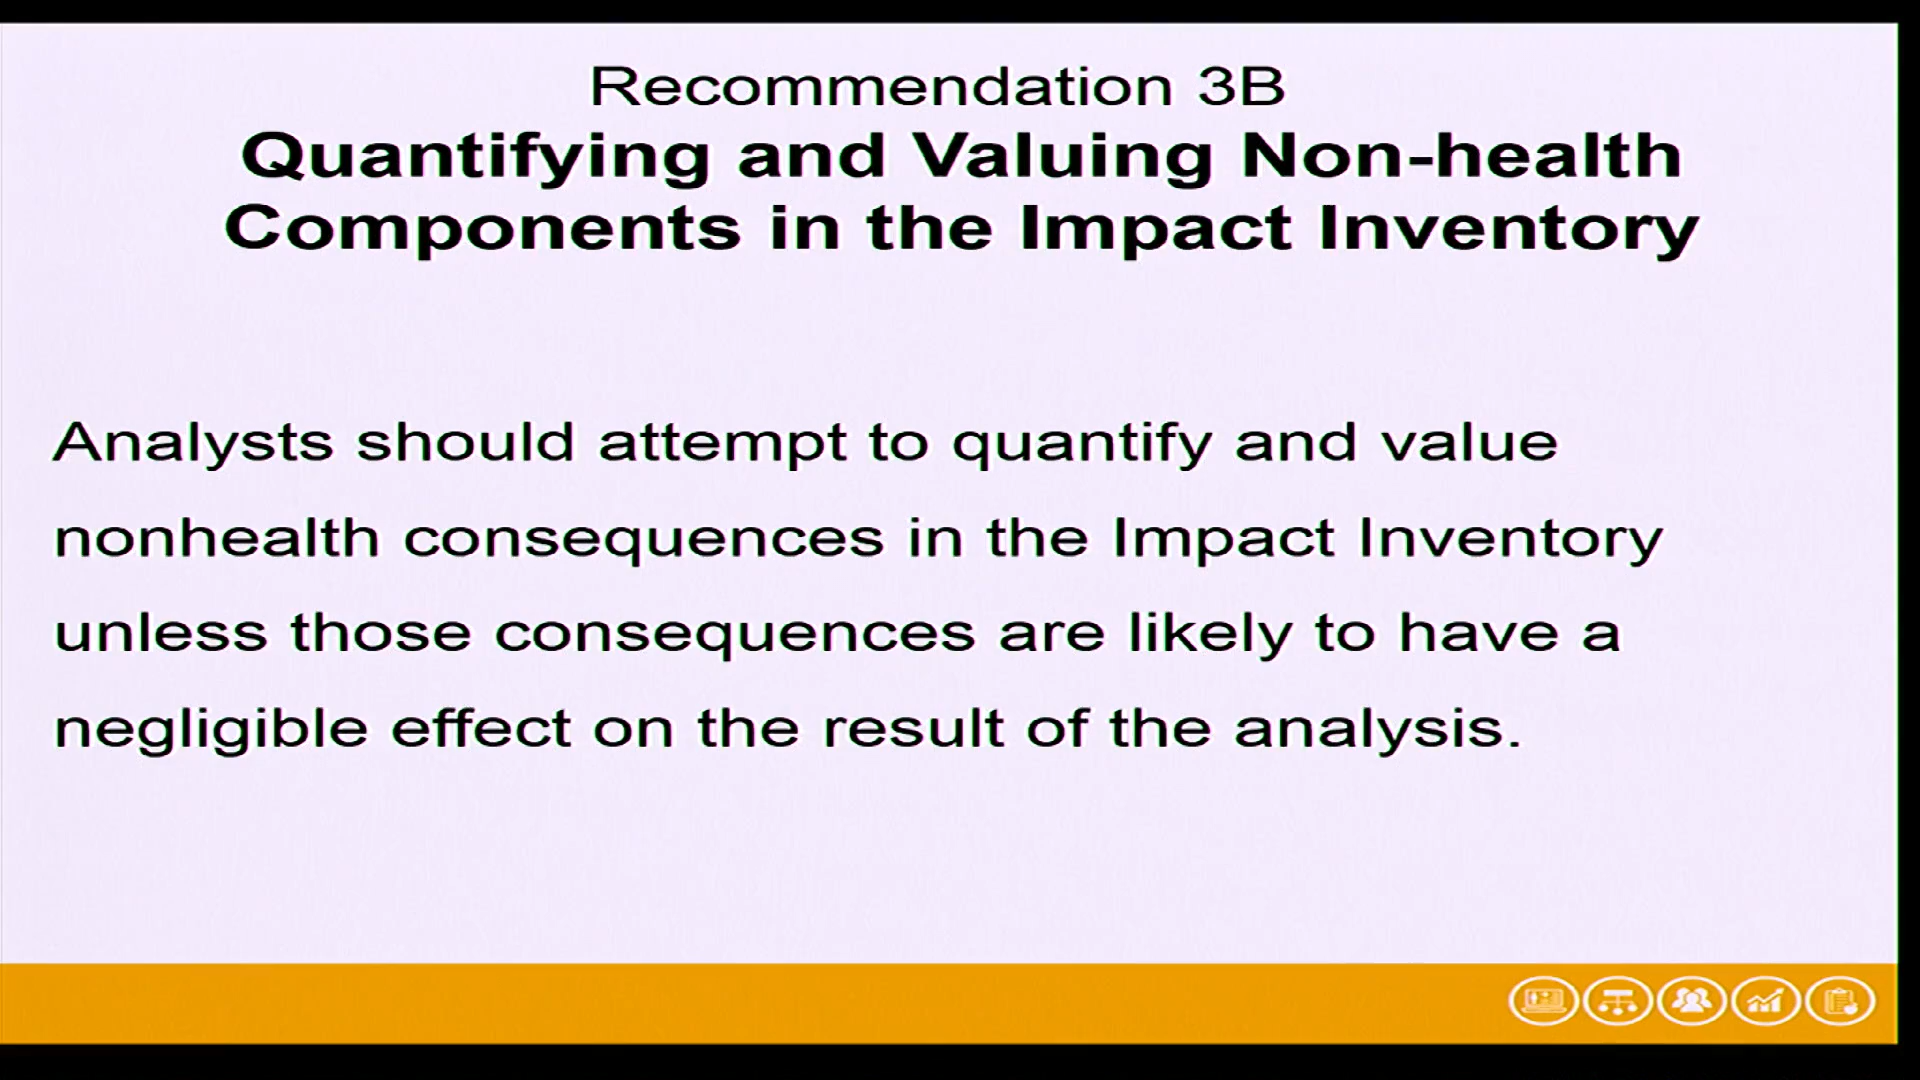 Recommendation 3B
Quantifying and Valuing Non-health
Components in the Impact Inventory
Analysts should attempt to quantify and value
nonhealth consequences in the Impact Inventory
unless those consequences are likely to have a
negligible effect on the result of the analysis.